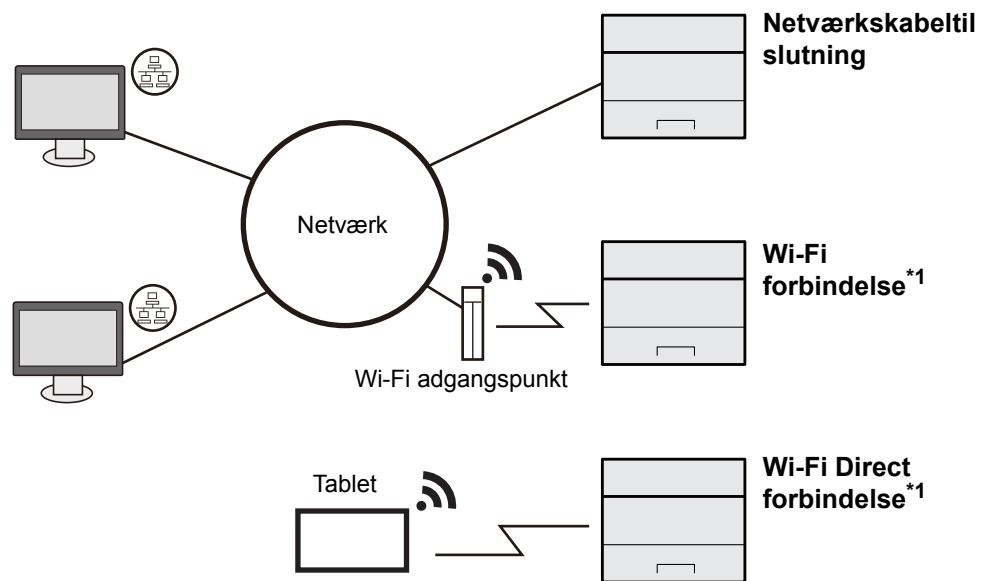 Netværkskabeltil
slutning
Netværk
Wi-Fi
forbindelse*1
Wi-Fi adgangspunkt
Wi-Fi Direct
forbindelse*1
Tablet